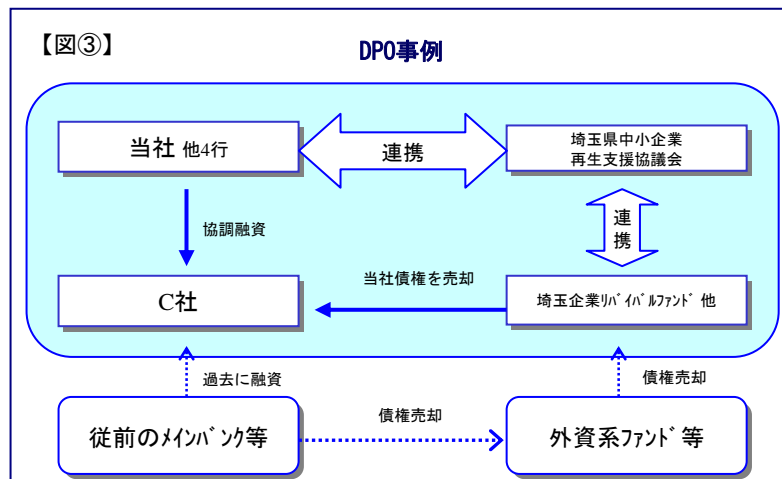 【図③】
DPO事例
当社 他4行
連携
埼玉県中小企業
再生支援協議会
協調融資
連
携
当社債権を売却
C社
埼玉企業ﾘﾊﾞｲﾊﾞﾙﾌｧﾝﾄﾞ他
過去に融資
債権売却
債権売却
従前のﾒｲﾝﾊﾞﾝｸ等
外資系ﾌｧﾝﾄﾞ等